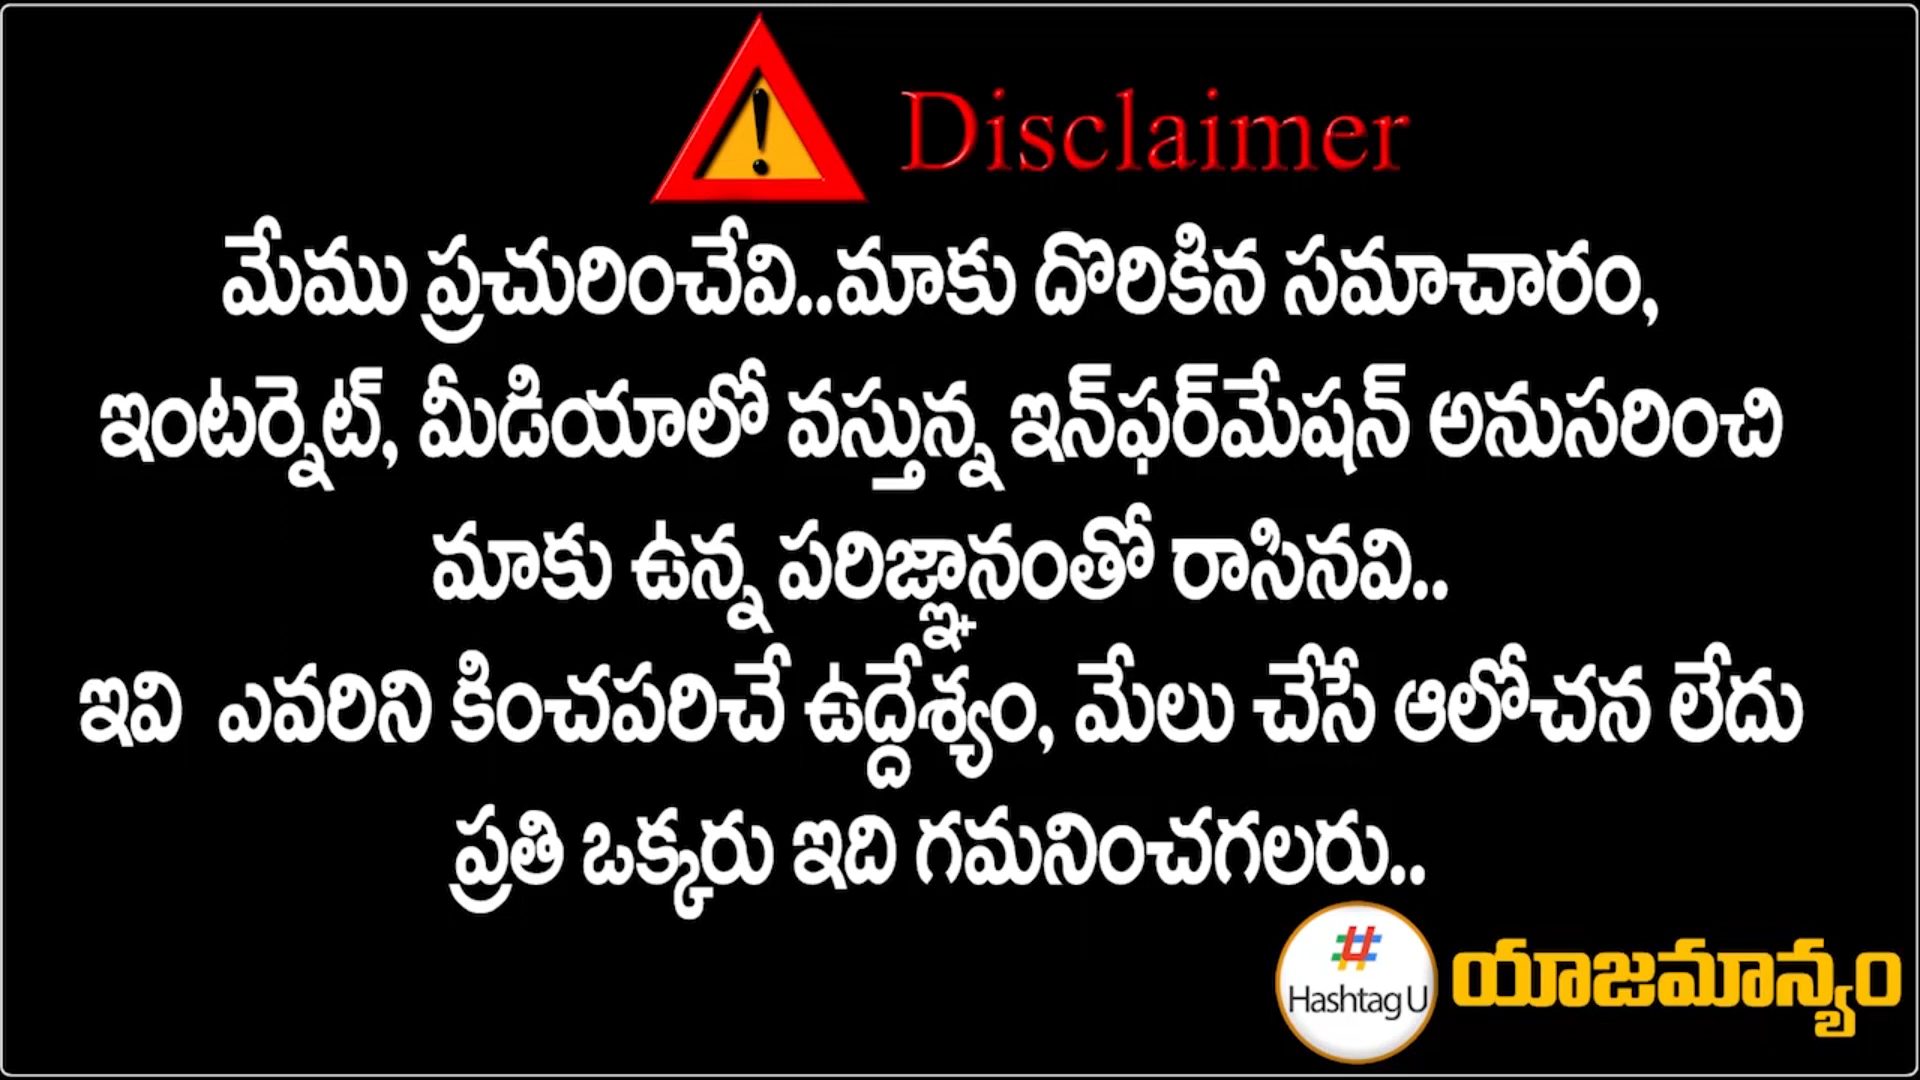 Disclaimer
మేము ప్రచురించేవి..మాకు దొరికిన సమాచారం,
ఇంటర్నెట్, మీడియాలో వస్తున్న ఇన్‌ఫర్‌మేషన్ అనుసరించి
మాకు ఉన్న పరిజ్ఞానంతో రాసినవి..
ఇవి ఎవరిని కించపరిచే ఉద్దేశ్యం, మేలు చేసే ఆలోచన లేదు
ప్రతి ఒక్కరు ఇది గమనించగలరు..
Hashtag U
యాజమాన్యం